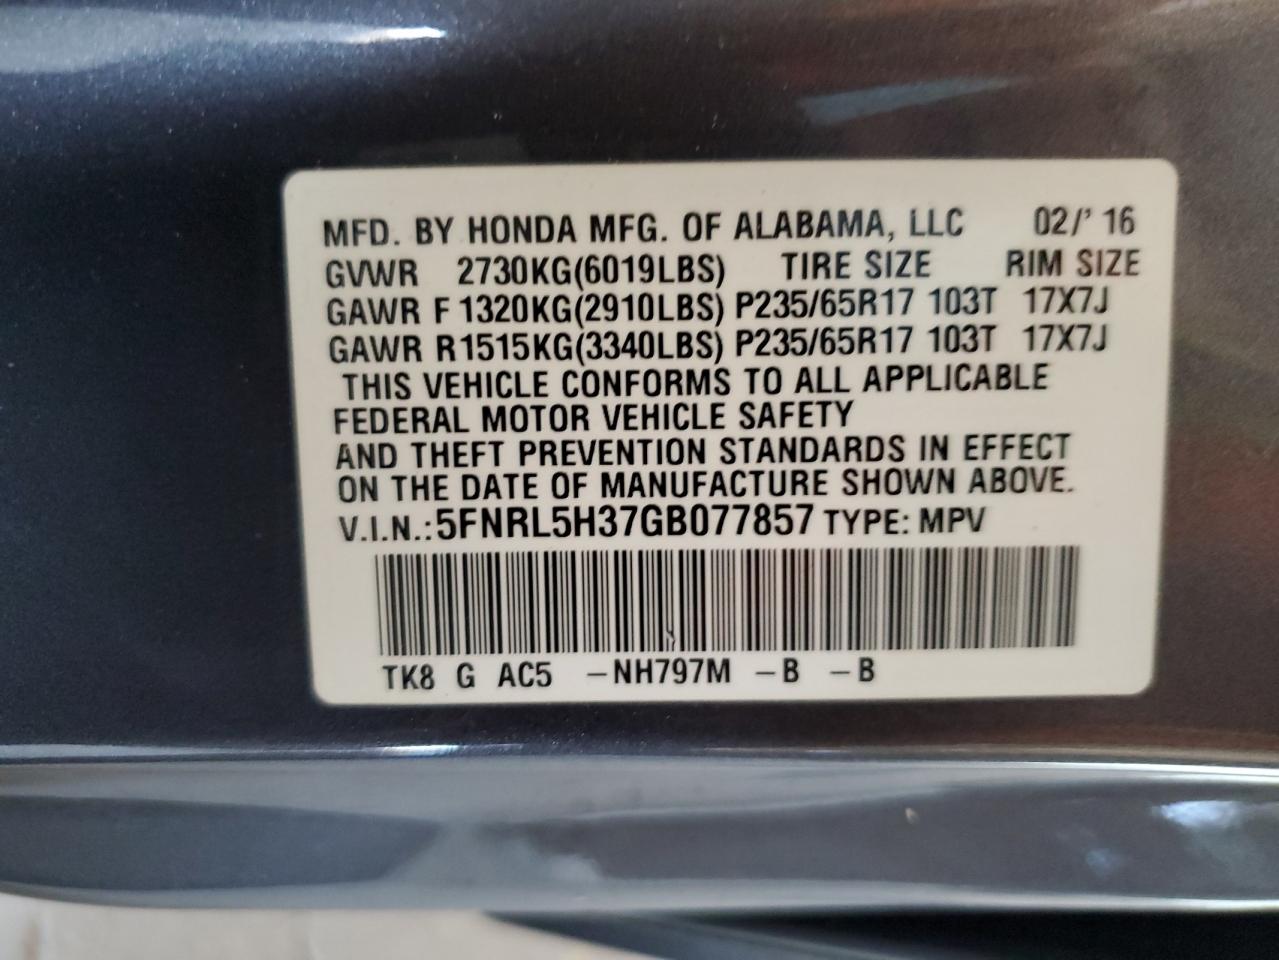 MFD. BY HONDA MFG. OF ALABAMA, LLC 02/' 16
GVWR 2730KG(6019LBS) TIRE SIZE RIM SIZE
GAWR F 1320KG(2910LBS) P235/65R17 103T 17X7J
GAWR R1515KG(3340LBS) P235/65R17 103T 17X7J
THIS VEHICLE CONFORMS TO ALL APPLICABLE
FEDERAL MOTOR VEHICLE SAFETY
AND THEFT PREVENTION STANDARDS IN EFFECT
ON THE DATE OF MANUFACTURE SHOWN ABOVE.
V.I.N.:5FNRL5H37GB077857 TYPE: MPV
TK8 G AC5 –NH797M –B –B